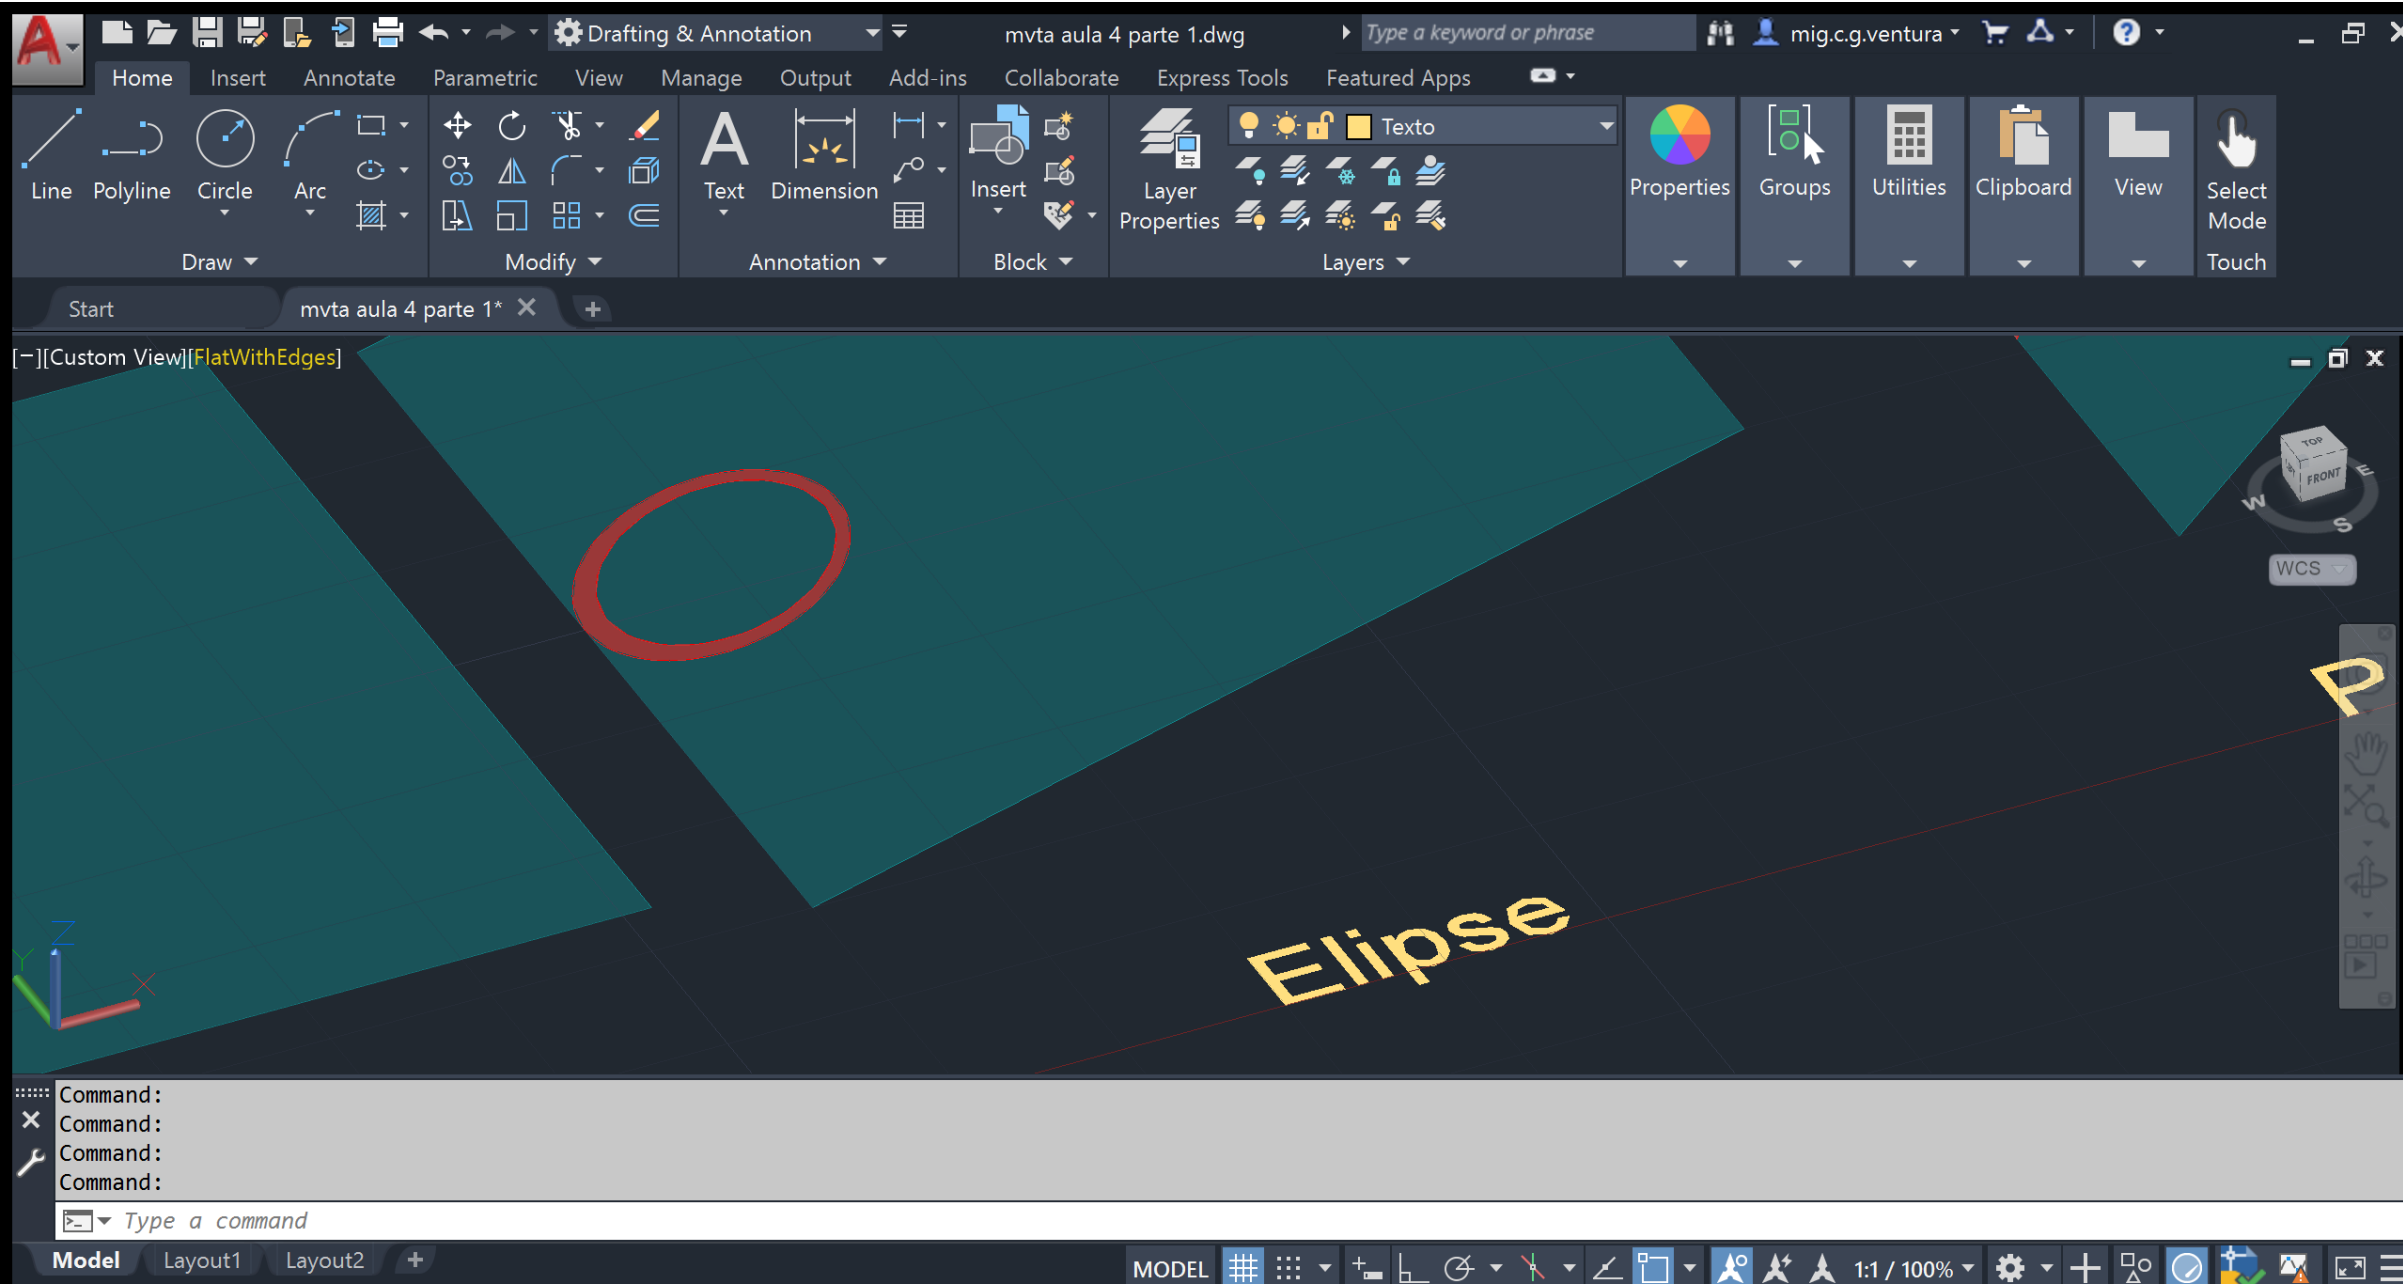 Drafting & Annotation
mvta aula 4 parte 1.dwg
Type a keyword or phrase
mig.c.g.ventura
Home Insert Annotate Parametric View Manage Output Add-ins Collaborate Express Tools Featured Apps
Texto
Line Polyline Circle Arc
Text Dimension
Insert
Layer Properties
Properties Groups Utilities Clipboard View
Select Mode
Draw Modify Annotation Block Layers Touch
Start mvta aula 4 parte 1*
[−][Custom View][FlatWithEdges]
TOP
FRONT
W
S
E
WCS
P
Elipse
Z
Y
X
Command:
Command:
Command:
Command:
Type a command
Model Layout1 Layout2
MODEL
1:1 / 100%